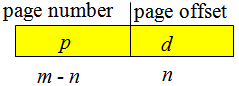 page number page offset
p d
m - n n